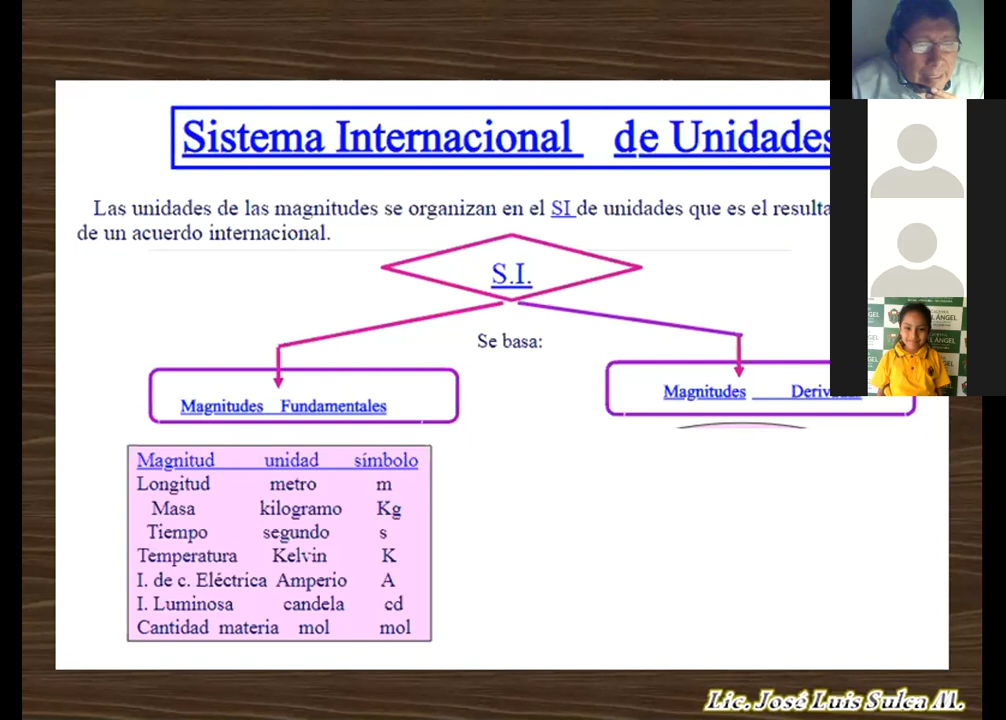 Sistema Internacional de Unidades
Las unidades de las magnitudes se organizan en el SI de unidades que es el resulta
de un acuerdo internacional.
S.I.
Se basa:
Magnitudes Fundamentales
Magnitudes
Magnitud unidad símbolo
Longitud metro m
Masa kilogramo Kg
Tiempo segundo s
Temperatura Kelvin K
I. de c. Eléctrica Amperio A
I. Luminosa candela cd
Cantidad materia mol mol
Lic. José Luis Sulca M.